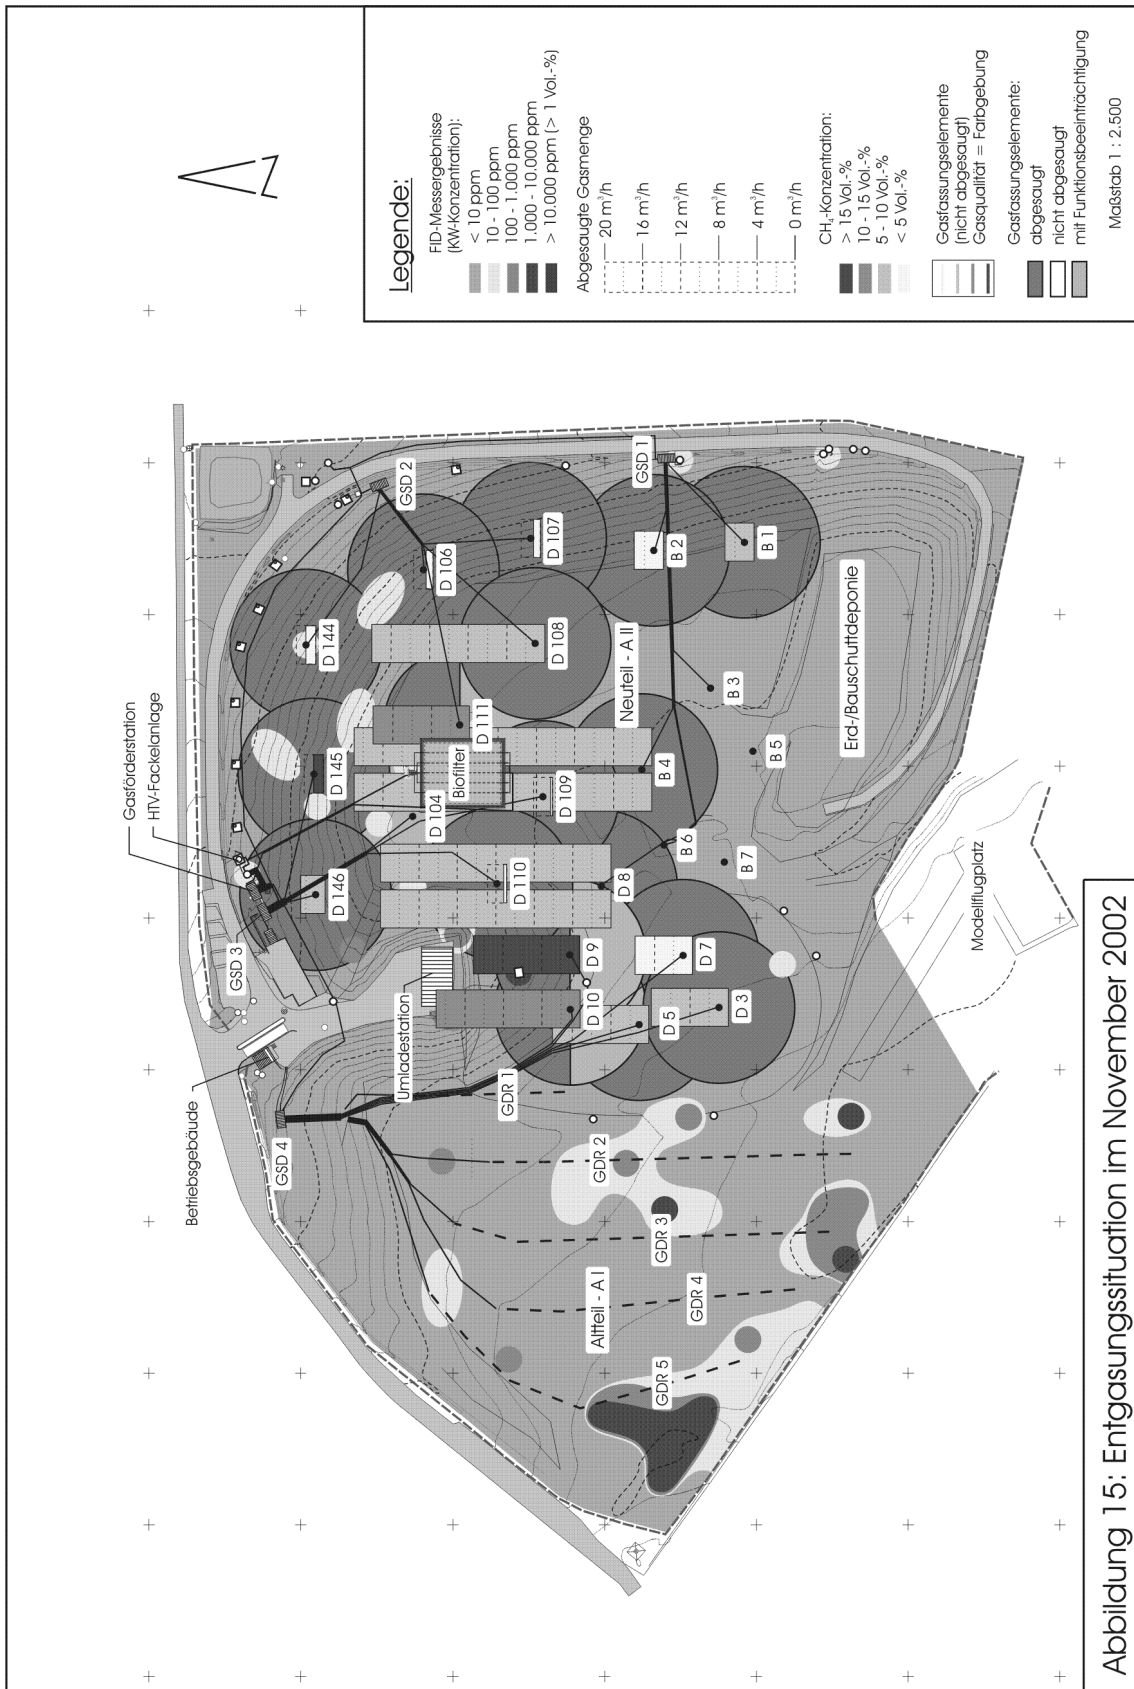 Gasförderstation
HTV-Fackelanlage
Betriebsgebäude
GSD 4
GSD 3
GSD 2
GSD 1
D 146
D 145
D 144
D 106
D 107
D 108
D 111
D 104
Biofilter
D 109
D 110
Umladestation
D 10
D 9
D 8
D 7
D 5
D 3
B 1
B 2
B 3
B 4
B 5
B 6
B 7
GDR 1
GDR 2
GDR 3
GDR 4
GDR 5
Altteil - A I
Neuteil - A II
Erd-/Bauschuttdeponie
Modellflugplatz
Legende:
FID-Messergebnisse
(KW-Konzentration):
< 10 ppm
10 - 100 ppm
100 - 1.000 ppm
1.000 - 10.000 ppm
> 10.000 ppm (> 1 Vol.-%)
Abgesaugte Gasmenge
20 m³/h
16 m³/h
12 m³/h
8 m³/h
4 m³/h
0 m³/h
CH₄-Konzentration:
> 15 Vol.-%
10 - 15 Vol.-%
5 - 10 Vol.-%
< 5 Vol.-%
Gasfassungselemente
(nicht abgesaugt)
Gasqualität = Farbgebung
Gasfassungselemente:
abgesaugt
nicht abgesaugt
mit Funktionsbeeinträchtigung
Maßstab 1 : 2.500
Abbildung 15: Entgasungssituation im November 2002